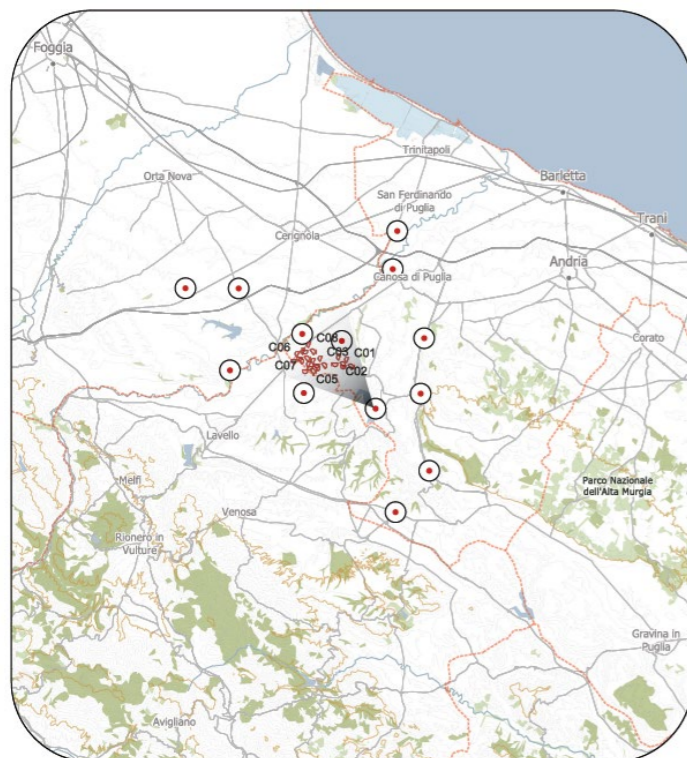 Foggia
Trinitapoli
Orta Nova
Barletta
San Ferdinando
di Puglia
Trani
Cerignola
Andria
Canosa di Puglia
Corato
C06
C03
C01
C07
C02
C05
Lavello
Melfi
Parco Nazionale
dell'Alta Murgia
Venosa
Rionero in
Vulture
Gravina in
Puglia
Avigliano